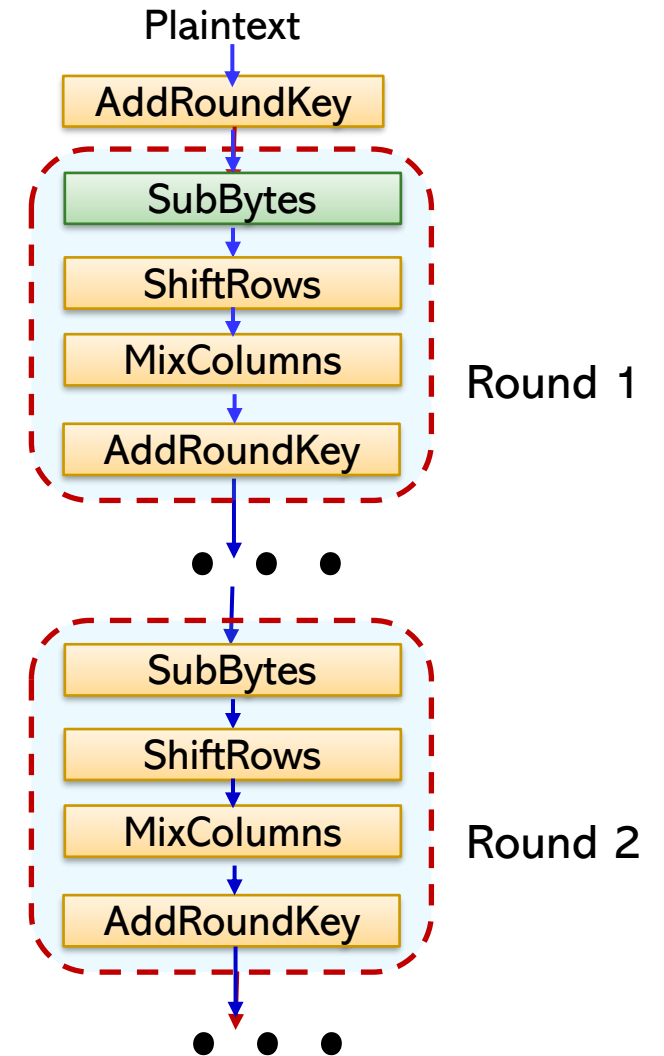 Plaintext
AddRoundKey
SubBytes
ShiftRows
MixColumns
AddRoundKey
Round 1
SubBytes
ShiftRows
MixColumns
AddRoundKey
Round 2